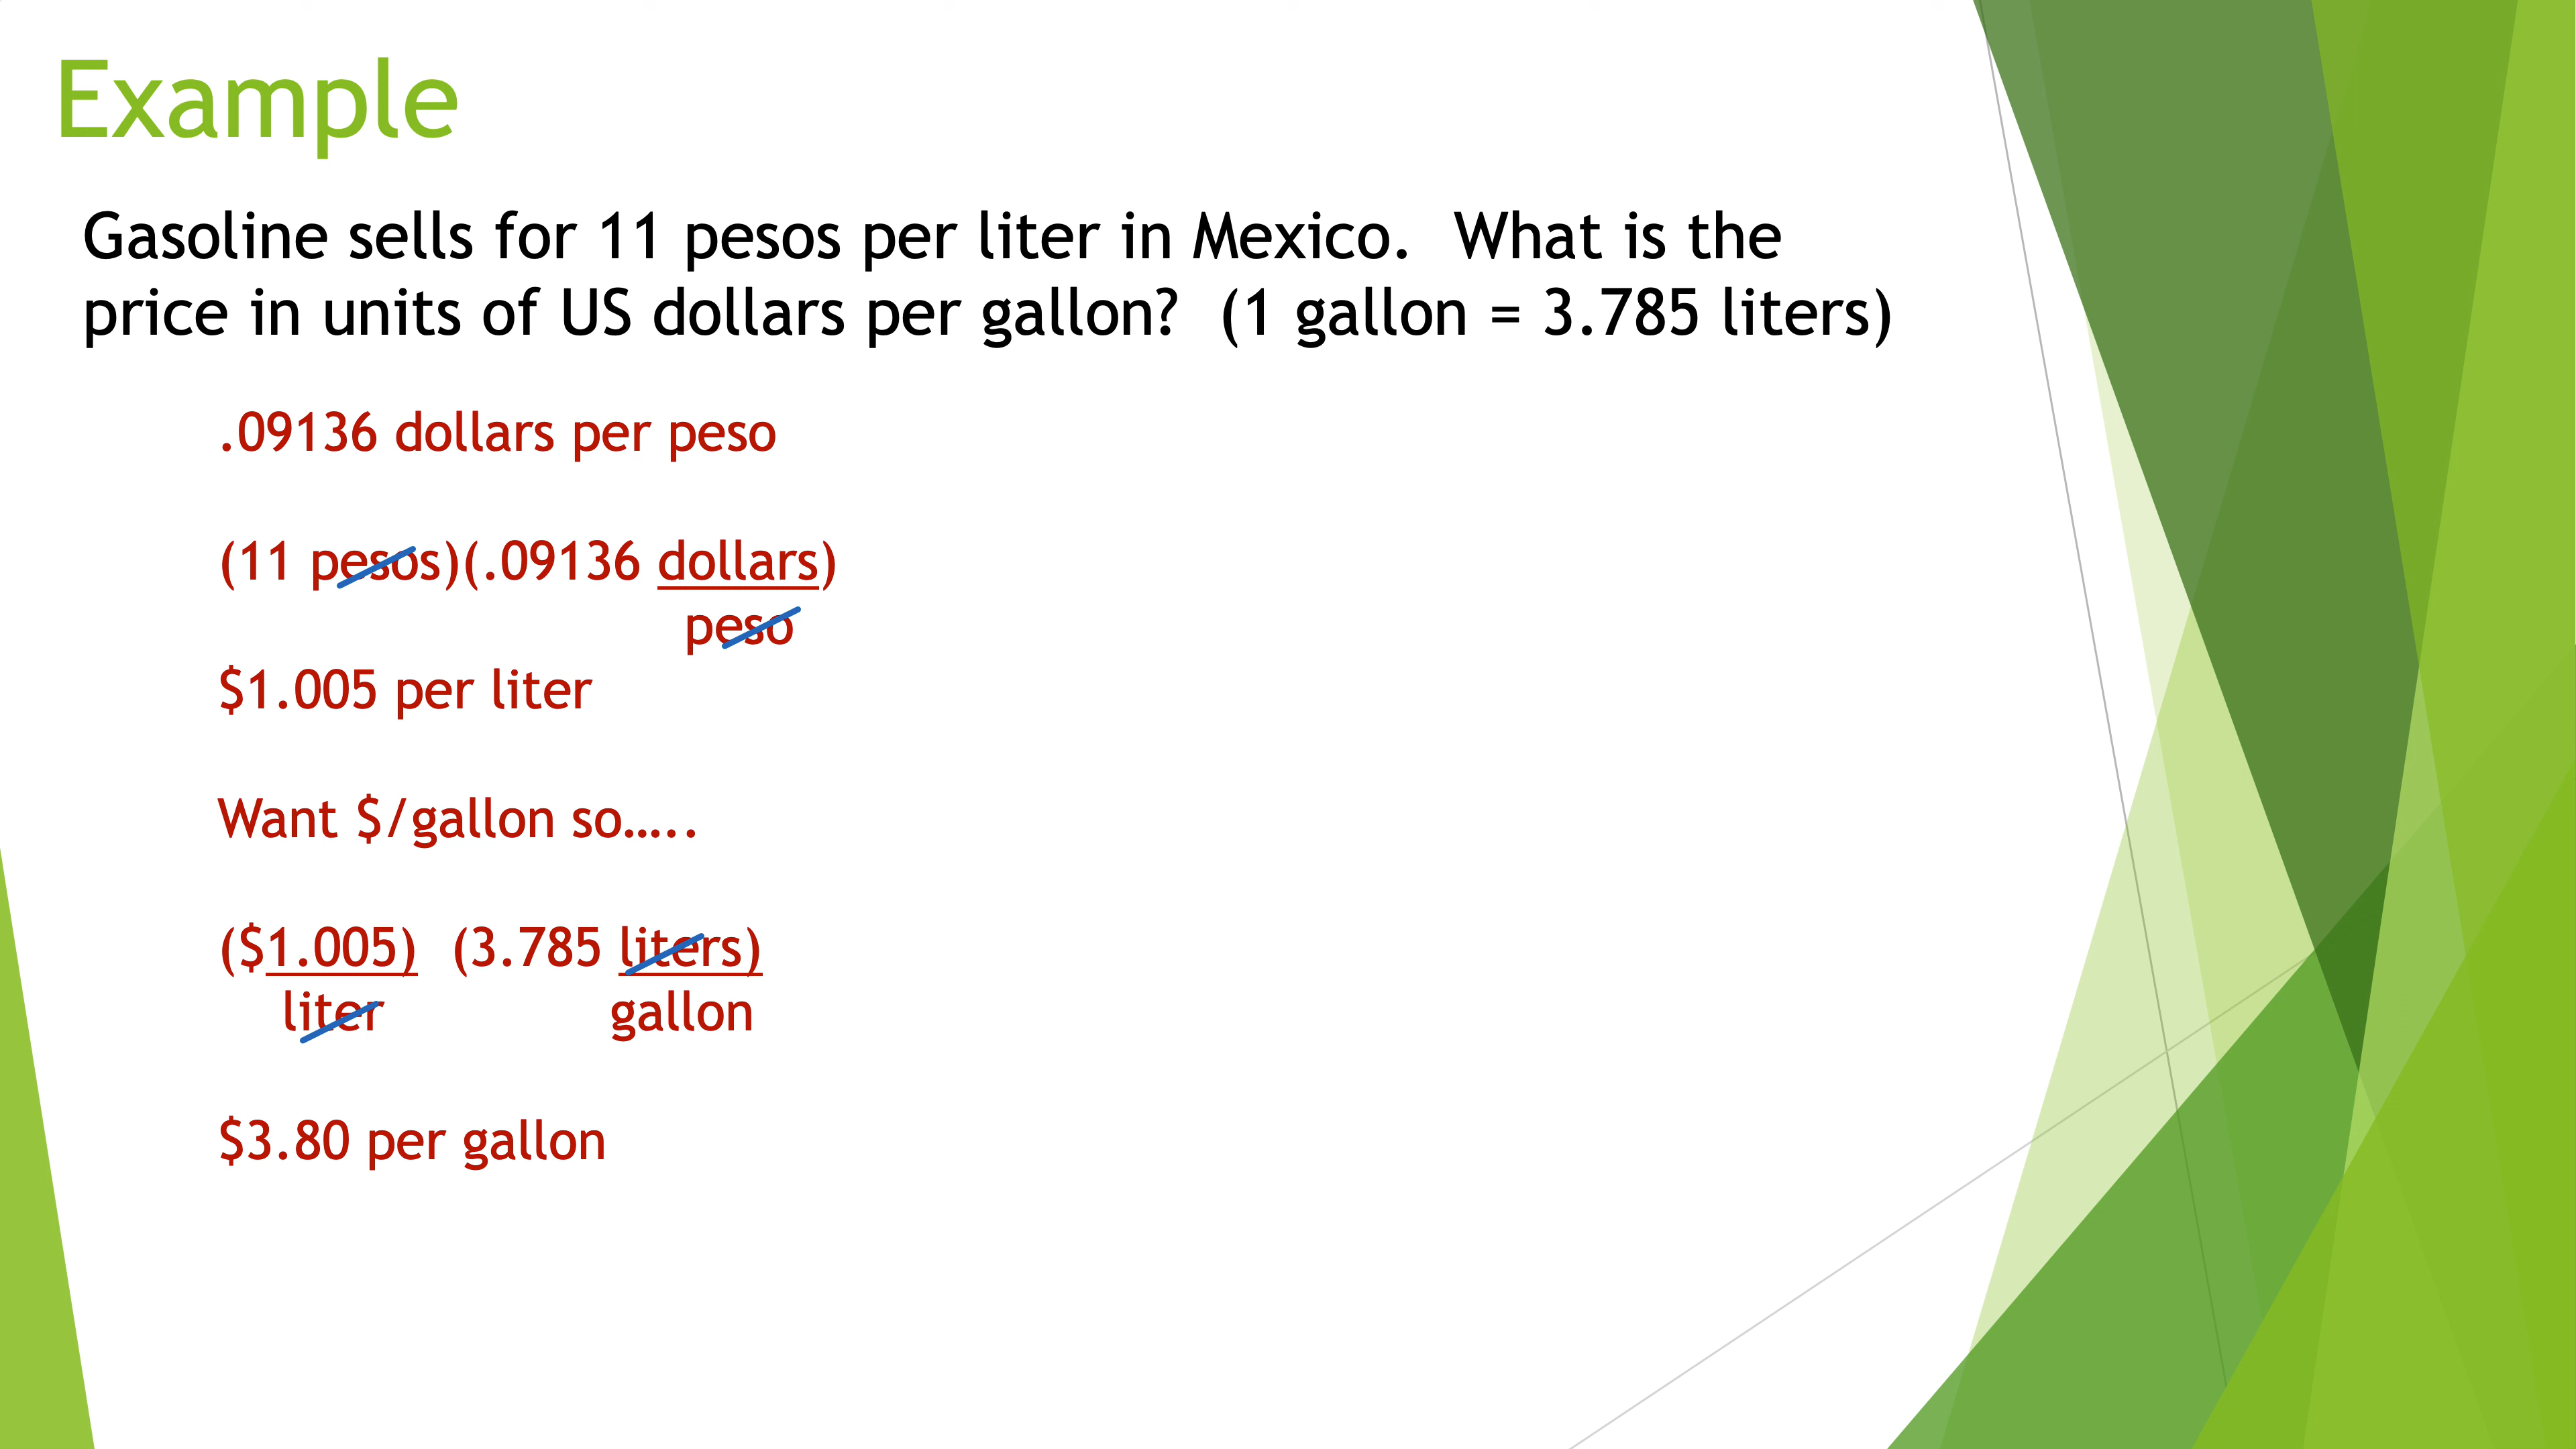 Example
Gasoline sells for 11 pesos per liter in Mexico.  What is the
price in units of US dollars per gallon?  (1 gallon = 3.785 liters)
.09136 dollars per peso
(11 pesos)(.09136 dollars)
peso
$1.005 per liter
Want $/gallon so…..
($1.005)  (3.785 liters)
liter gallon
$3.80 per gallon